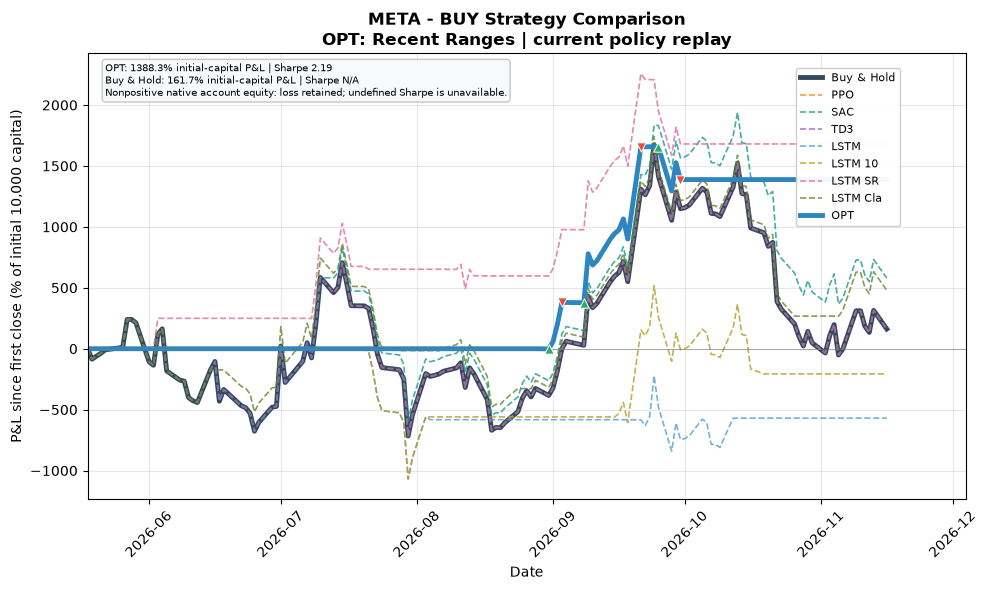 META - BUY Strategy Comparison
OPT: Recent Ranges | current policy replay
OPT: 1388.3% initial-capital P&L | Sharpe 2.19
Buy & Hold: 161.7% initial-capital P&L | Sharpe N/A
Nonpositive native account equity: loss retained; undefined Sharpe is unavailable.
Buy & Hold
PPO
SAC
TD3
LSTM
LSTM 10
LSTM SR
LSTM Cla
OPT
P&L since first close (% of initial 10,000 capital)
2000
1500
1000
500
0
−500
−1000
2026-06
2026-07
2026-08
2026-09
2026-10
2026-11
2026-12
Date